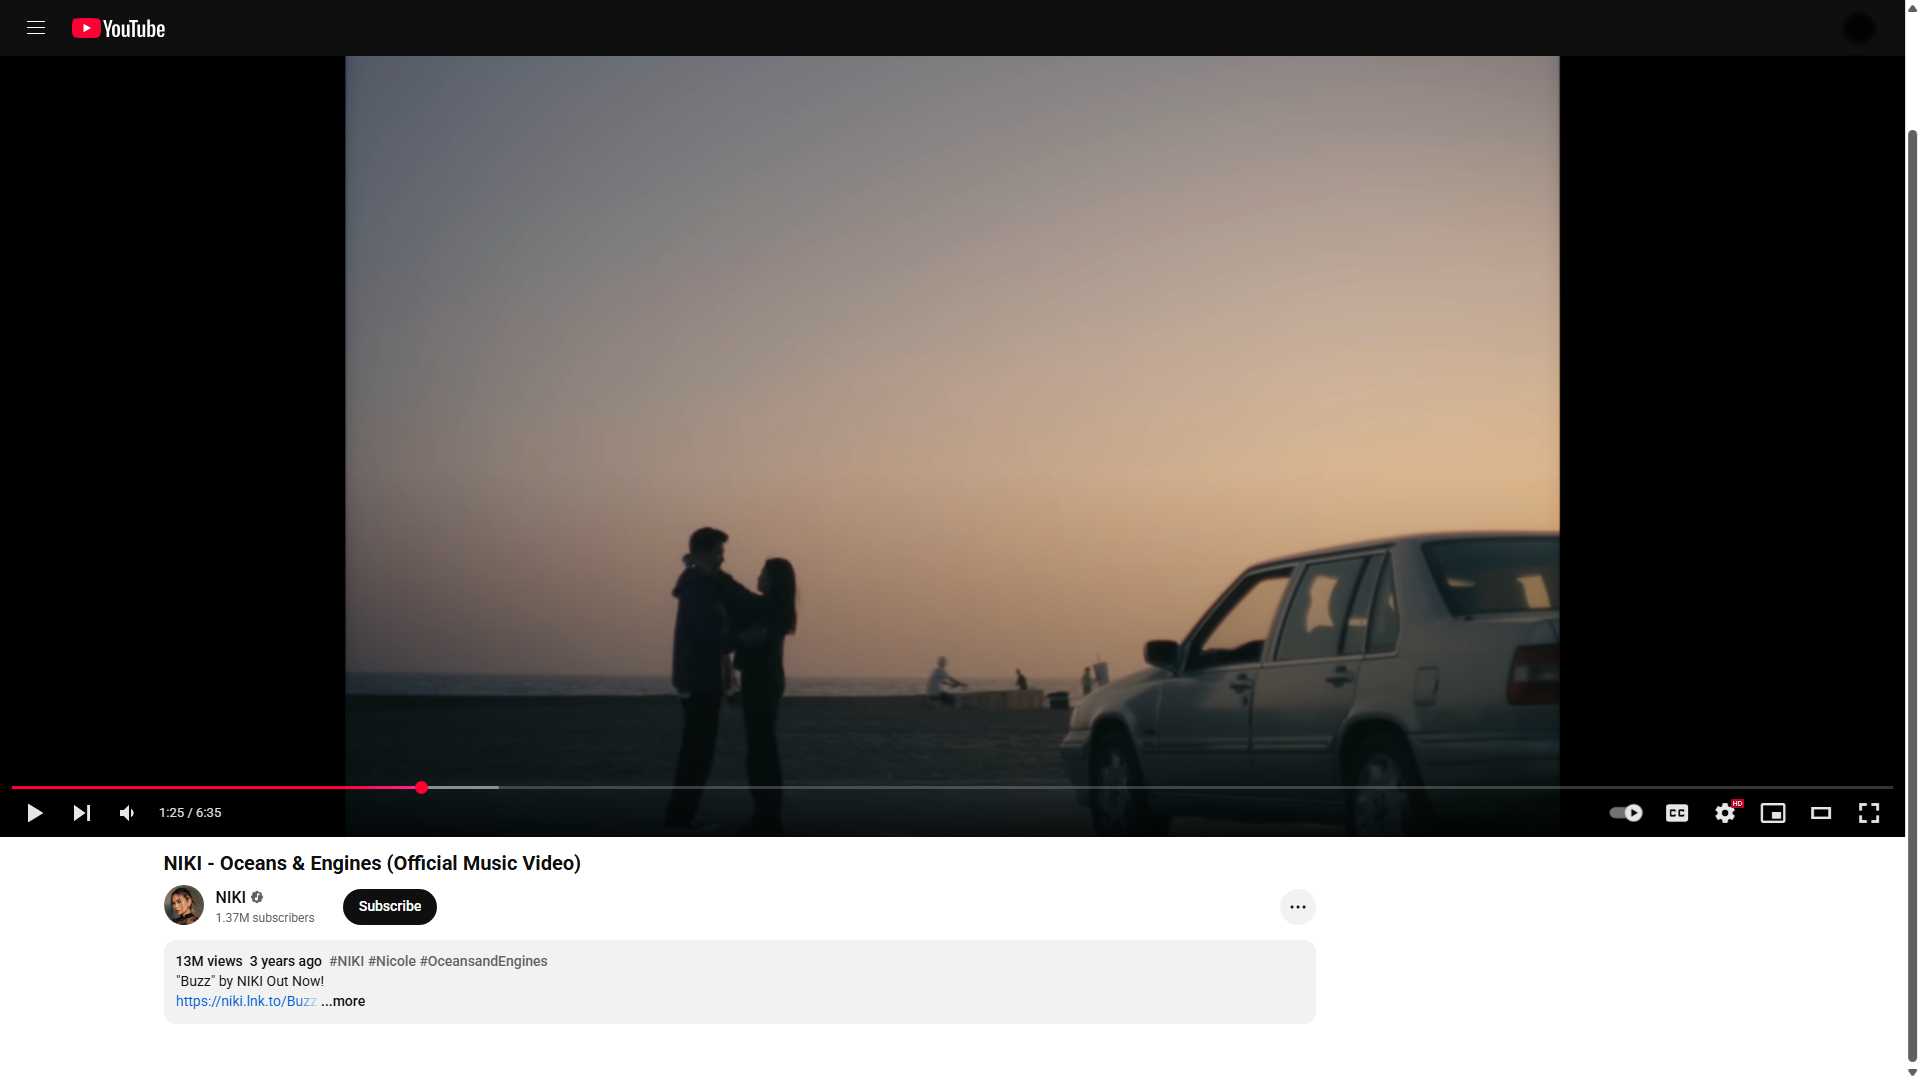 YouTube
1:25 / 6:35
CC
HD
NIKI - Oceans & Engines (Official Music Video)
NIKI
1.37M subscribers
Subscribe
13M views 3 years ago #NIKI #Nicole #OceansandEngines
"Buzz" by NIKI Out Now!
https://niki.lnk.to/Buzz ...more